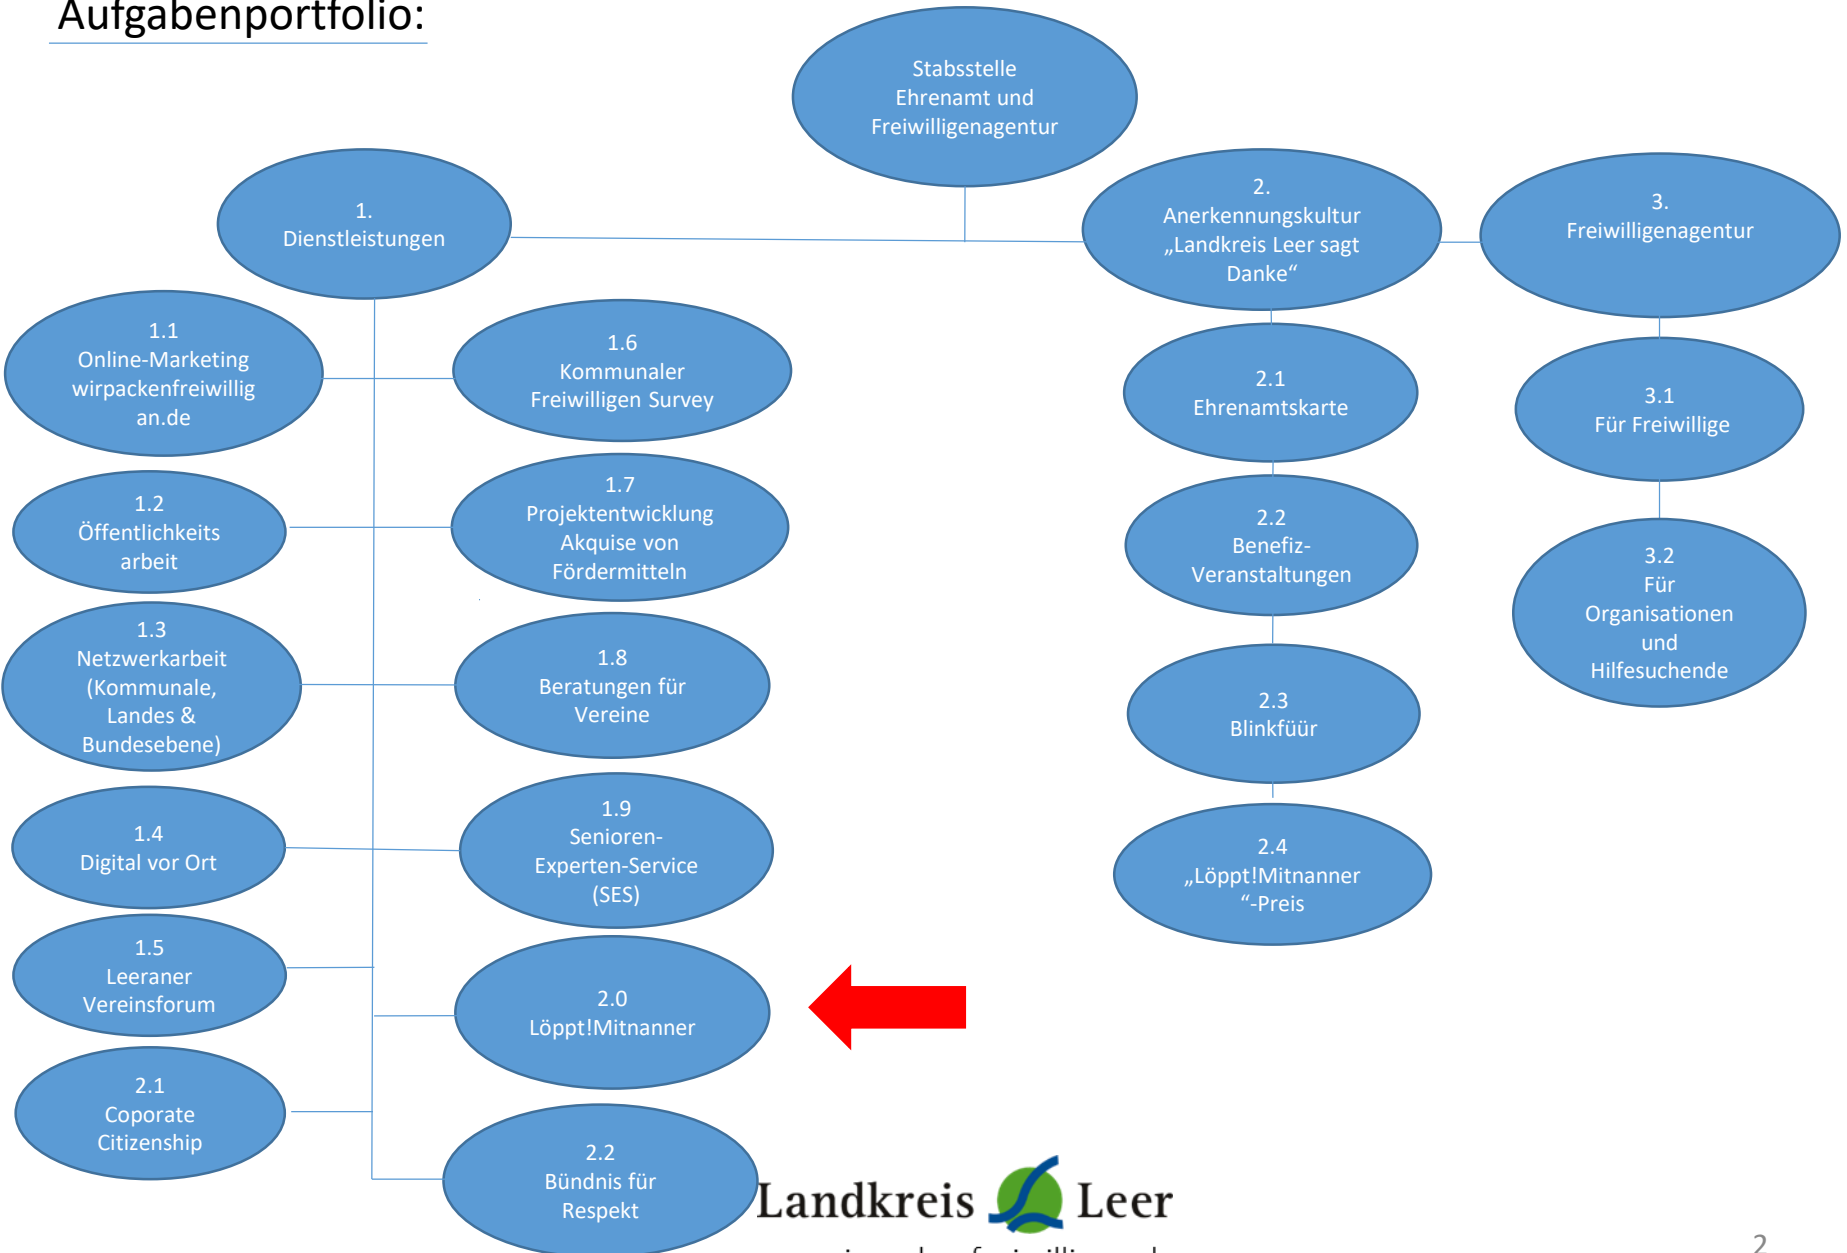 Aufgabenportfolio:
Stabsstelle
Ehrenamt und
Freiwilligenagentur
1.
Dienstleistungen
2.
Anerkennungskultur
„Landkreis Leer sagt
Danke“
3.
Freiwilligenagentur
1.1
Online-Marketing
wirpackenfreiwillig
an.de
1.6
Kommunaler
Freiwilligen Survey
2.1
Ehrenamtskarte
3.1
Für Freiwillige
1.2
Öffentlichkeits
arbeit
1.7
Projektentwicklung
Akquise von
Fördermitteln
2.2
Benefiz-
Veranstaltungen
3.2
Für
Organisationen
und
Hilfesuchende
1.3
Netzwerkarbeit
(Kommunale,
Landes &
Bundesebene)
1.8
Beratungen für
Vereine
2.3
Blinkfüür
1.4
Digital vor Ort
1.9
Senioren-
Experten-Service
(SES)
2.4
„Löppt!Mitnanner
“-Preis
1.5
Leeraner
Vereinsforum
2.0
Löppt!Mitnanner
2.1
Coporate
Citizenship
2.2
Bündnis für
Respekt
Landkreis Leer
2